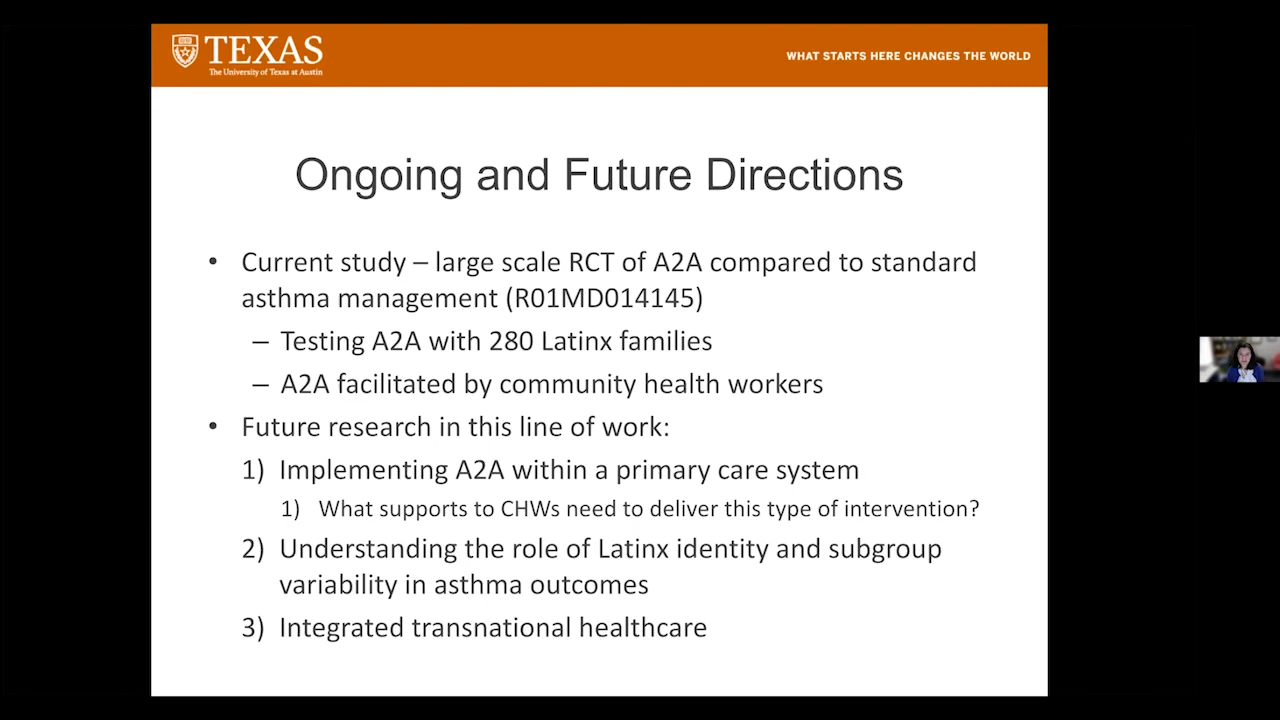 TEXAS
The University of Texas at Austin
WHAT STARTS HERE CHANGES THE WORLD
Ongoing and Future Directions
• Current study – large scale RCT of A2A compared to standard
asthma management (R01MD014145)
– Testing A2A with 280 Latinx families
– A2A facilitated by community health workers
• Future research in this line of work:
1) Implementing A2A within a primary care system
1) What supports to CHWs need to deliver this type of intervention?
2) Understanding the role of Latinx identity and subgroup
variability in asthma outcomes
3) Integrated transnational healthcare